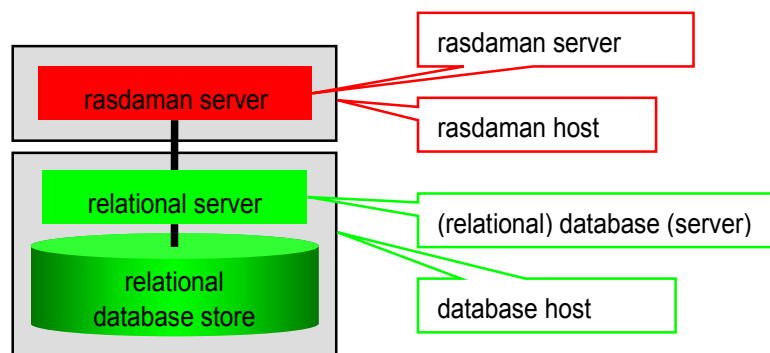 rasdaman server
rasdaman server
rasdaman host
relational server
(relational) database (server)
relational
database store
database host